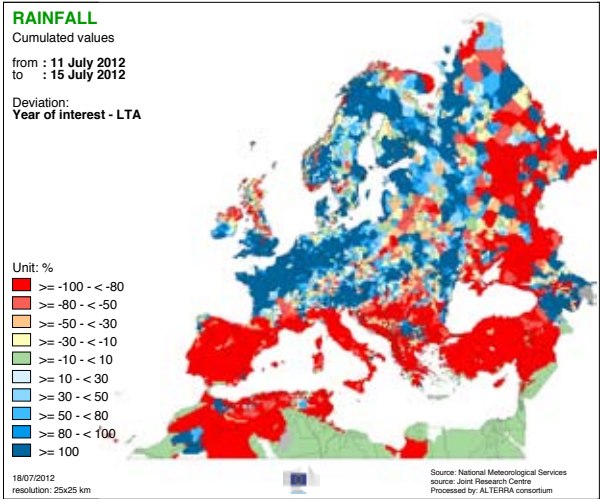 RAINFALL
Cumulated values
from : 11 July 2012
to : 15 July 2012
Deviation:
Year of interest - LTA
Unit: %
>= -100 - < -80
>= -80 - < -50
>= -50 - < -30
>= -30 - < -10
>= -10 - < 10
>= 10 - < 30
>= 30 - < 50
>= 50 - < 80
>= 80 - < 100
>= 100
18/07/2012
resolution: 25x25 km
Source: National Meteorological Services
source: Joint Research Centre
Processed by: ALTERRA consortium